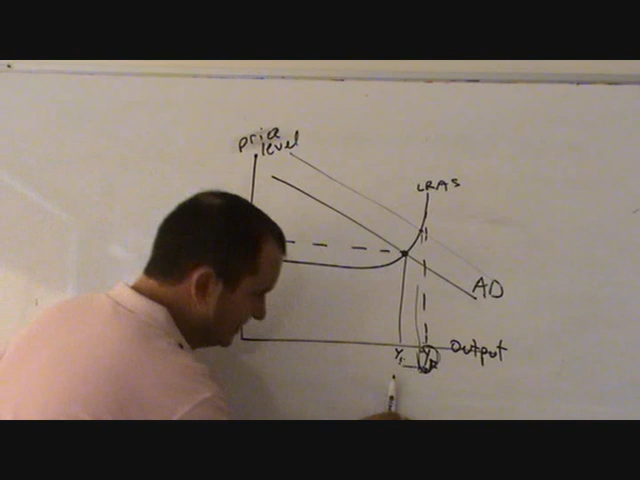 Price
level
LRAS
AD
Y1
Output